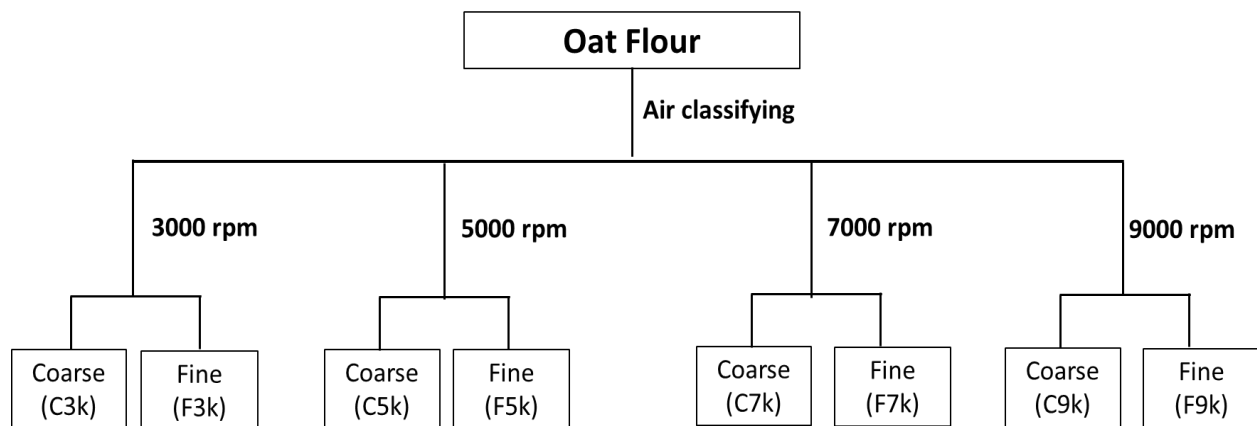 Oat Flour
Air classifying
3000 rpm
5000 rpm
7000 rpm
9000 rpm
Coarse
(C3k)
Fine
(F3k)
Coarse
(C5k)
Fine
(F5k)
Coarse
(C7k)
Fine
(F7k)
Coarse
(C9k)
Fine
(F9k)